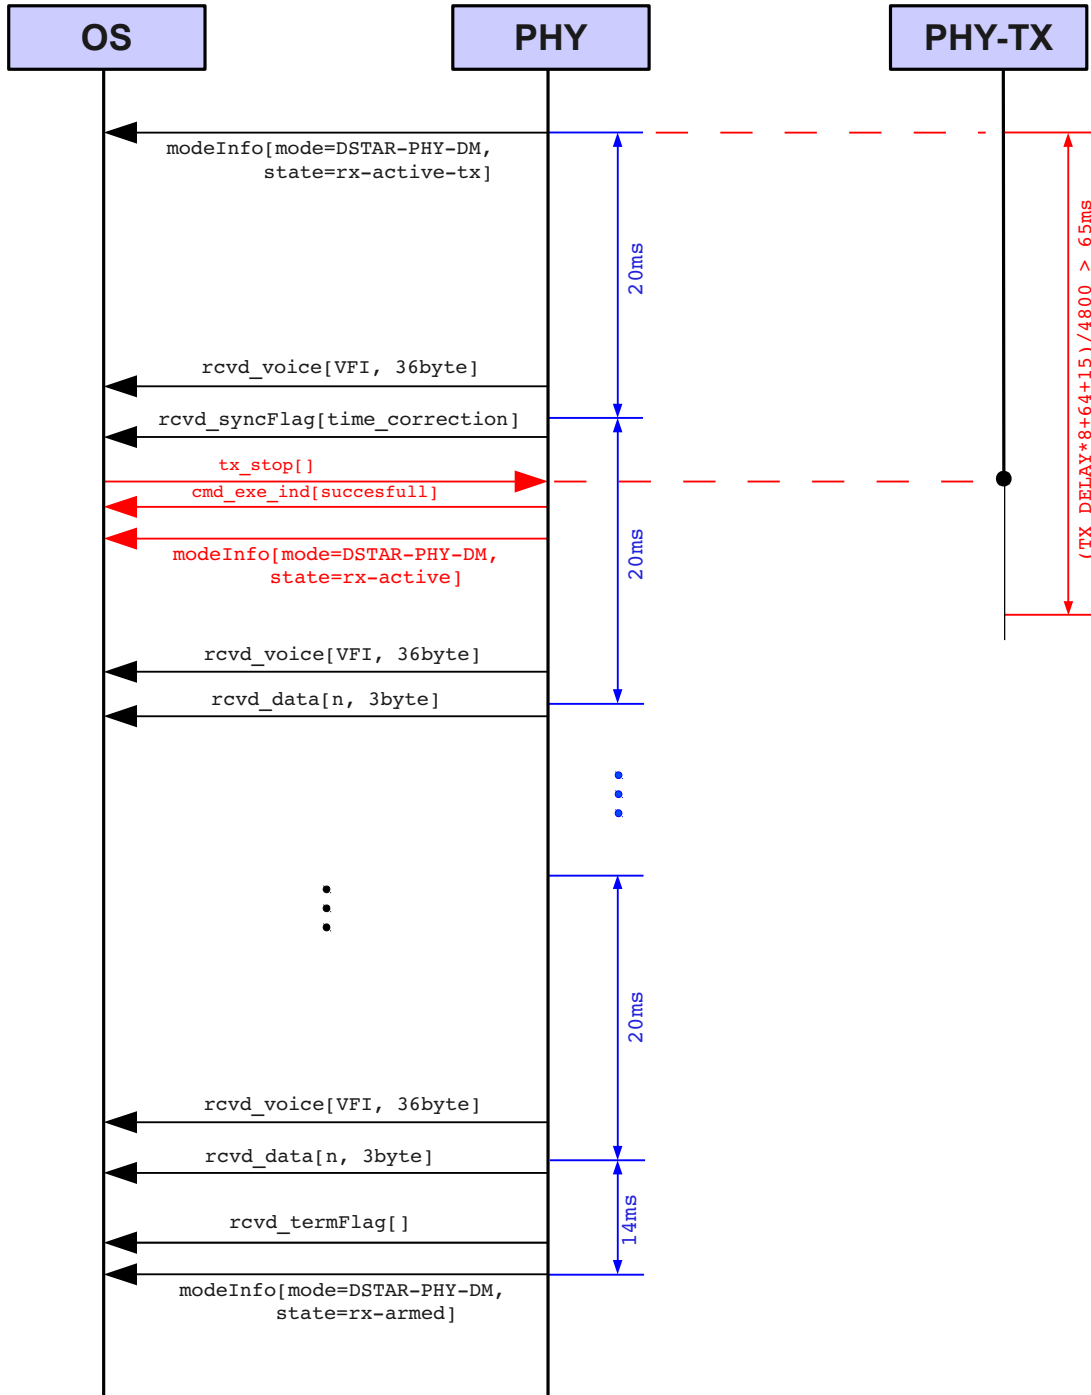 OS
PHY
PHY-TX
modeInfo[mode=DSTAR-PHY-DM,
state=rx-active-tx]
20ms
(TX DELAY*8+64+15)/4800 > 65ms
rcvd_voice[VFI, 36byte]
rcvd_syncFlag[time_correction]
tx_stop[]
cmd_exe_ind[succesfull]
modeInfo[mode=DSTAR-PHY-DM,
state=rx-active]
20ms
rcvd_voice[VFI, 36byte]
rcvd_data[n, 3byte]
20ms
rcvd_voice[VFI, 36byte]
rcvd_data[n, 3byte]
14ms
rcvd_termFlag[]
modeInfo[mode=DSTAR-PHY-DM,
state=rx-armed]